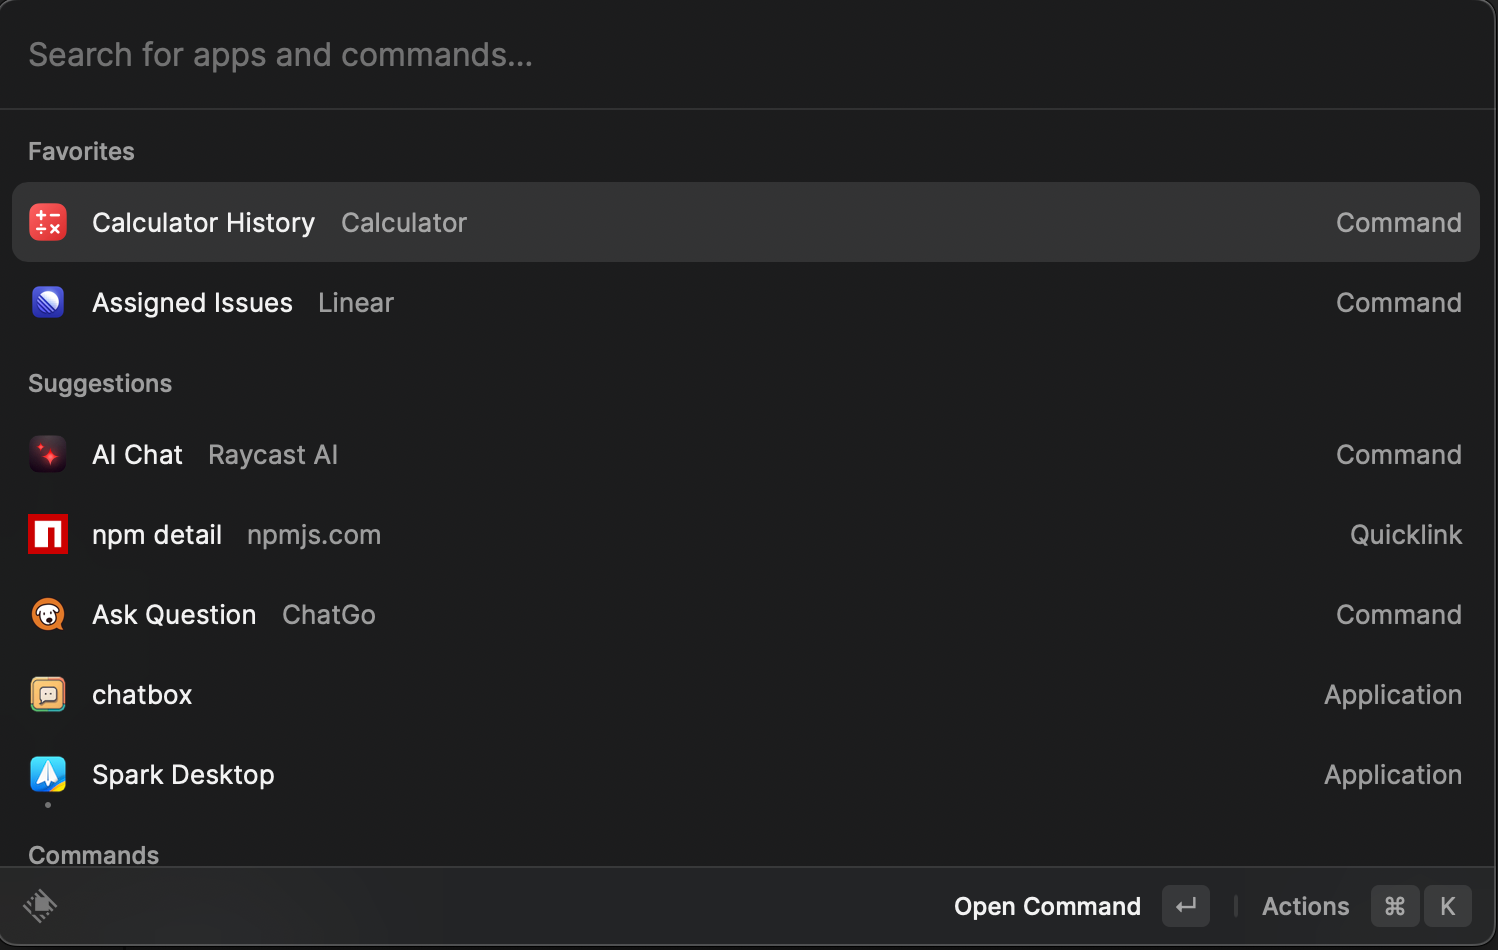 Search for apps and commands...
Favorites
Calculator History Calculator Command
Assigned Issues Linear Command
Suggestions
AI Chat Raycast AI Command
npm detail npmjs.com Quicklink
Ask Question ChatGo Command
chatbox Application
Spark Desktop Application
Commands
Open Command ↵ | Actions ⌘ K